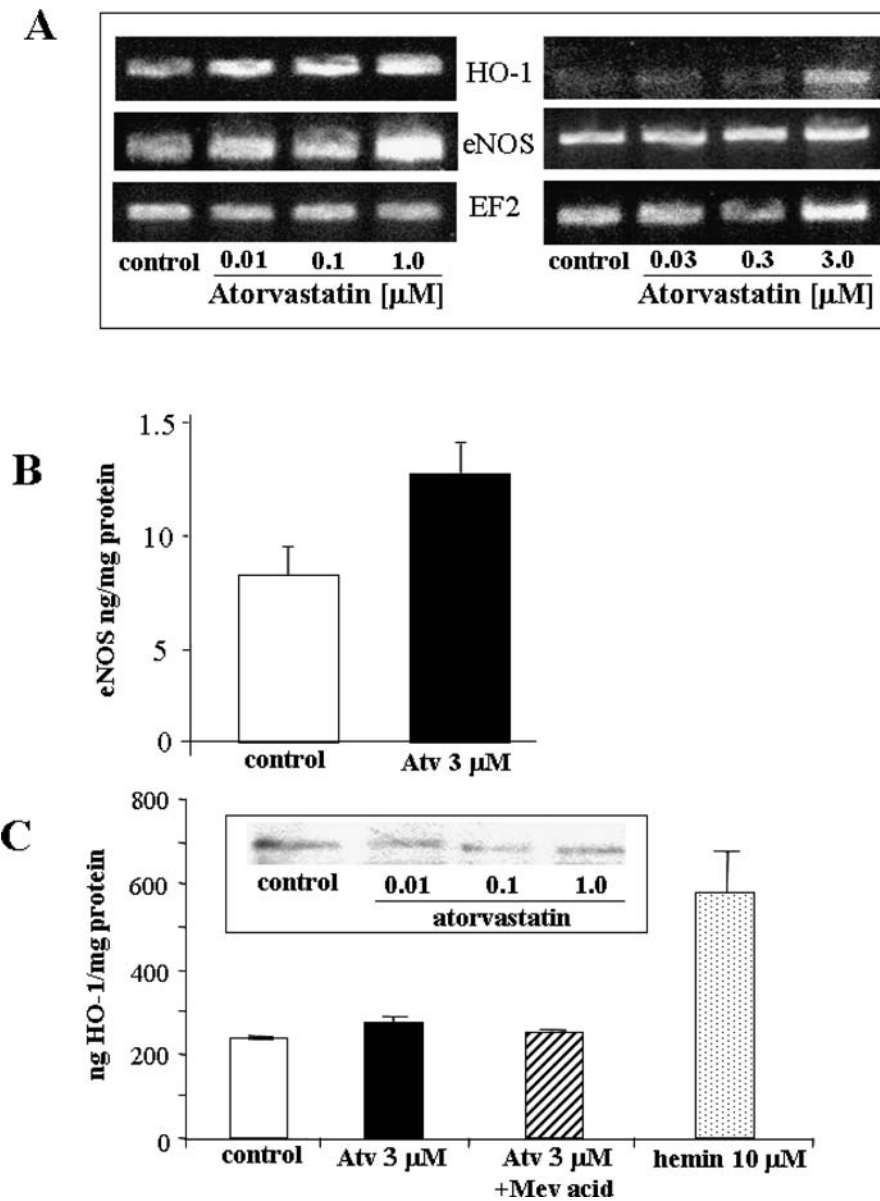 A
HO-1
eNOS
EF2
control 0.01 0.1 1.0
Atorvastatin [µM]
control 0.03 0.3 3.0
Atorvastatin [µM]
B
eNOS ng/mg protein
1.5
10
5
0
control Atv 3 µM
C
ng HO-1/mg protein
800
600
400
200
0
control 0.01 0.1 1.0
atorvastatin
control Atv 3 µM Atv 3 µM hemin 10 µM
+Mev acid